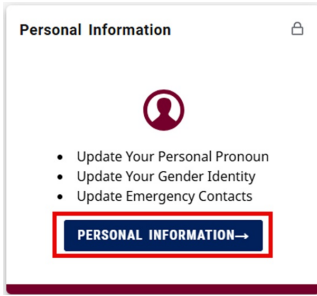 Personal Information
• Update Your Personal Pronoun
• Update Your Gender Identity
• Update Emergency Contacts
PERSONAL INFORMATION→